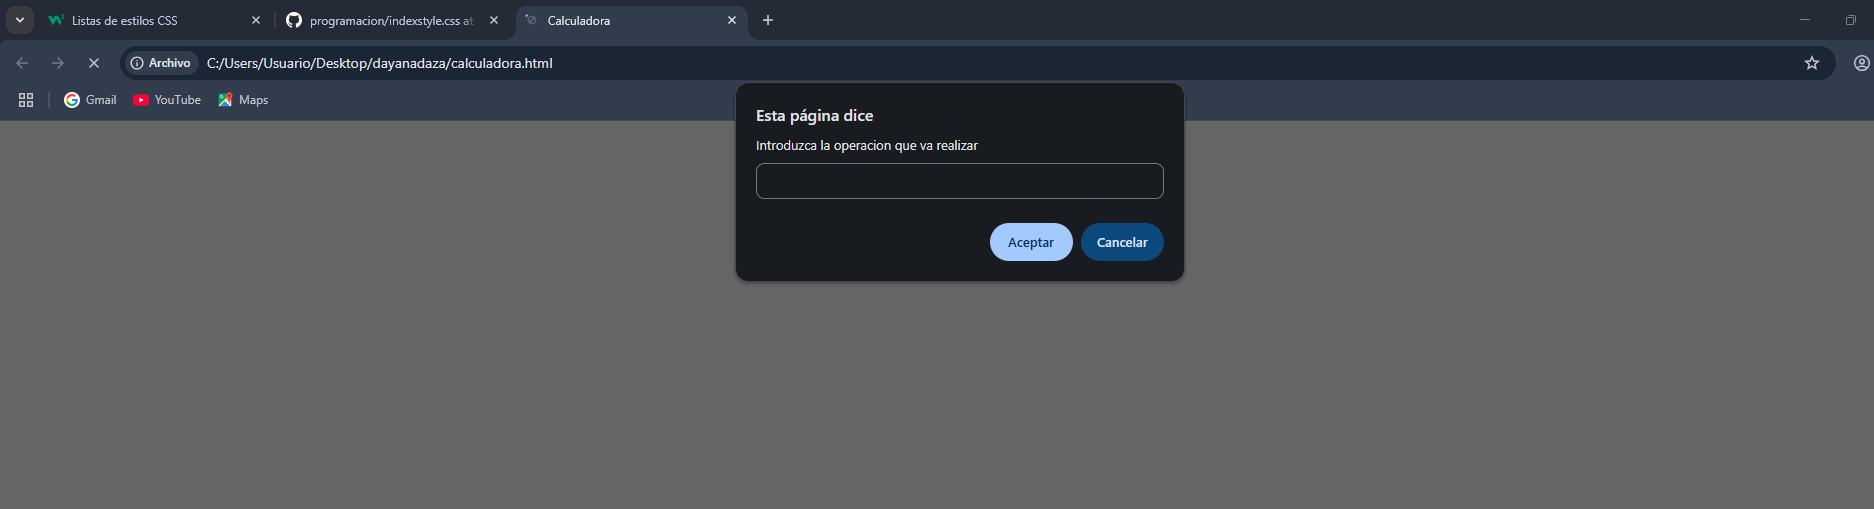 Listas de estilos CSS
programacion/indexstyle.css at
Calculadora
Archivo
C:/Users/Usuario/Desktop/dayanadaza/calculadora.html
Gmail
YouTube
Maps
Esta página dice
Introduzca la operacion que va realizar
Aceptar
Cancelar